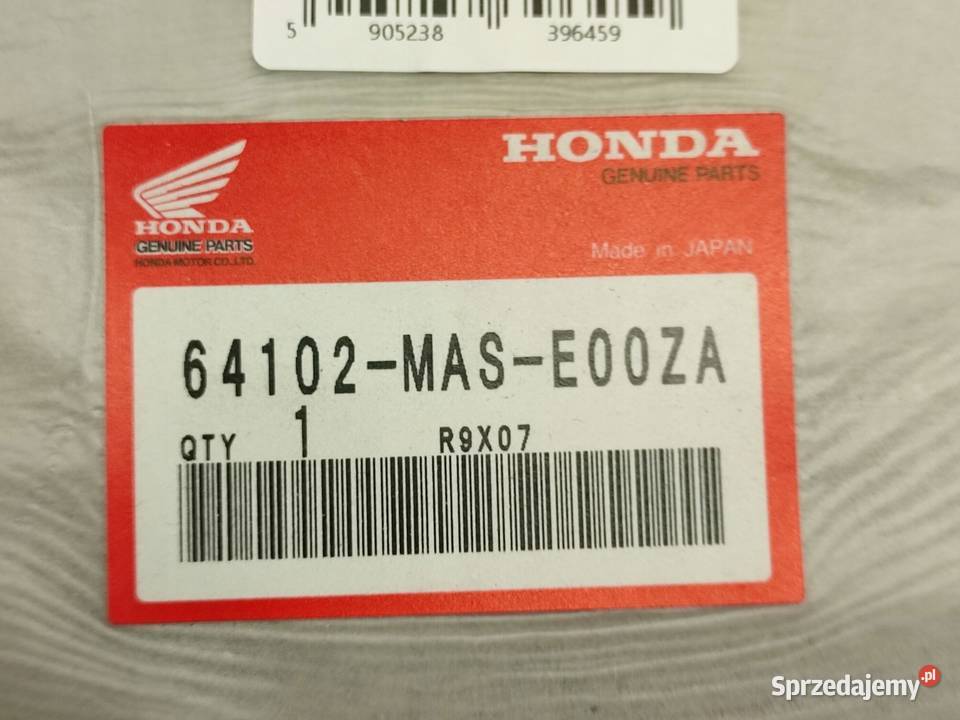 5 905238 396459
HONDA
GENUINE PARTS
HONDA
GENUINE PARTS
HONDA MOTOR CO.,LTD.
Made in JAPAN
64102-MAS-E00ZA
QTY 1 R9X07
Sprzedajemy.pl